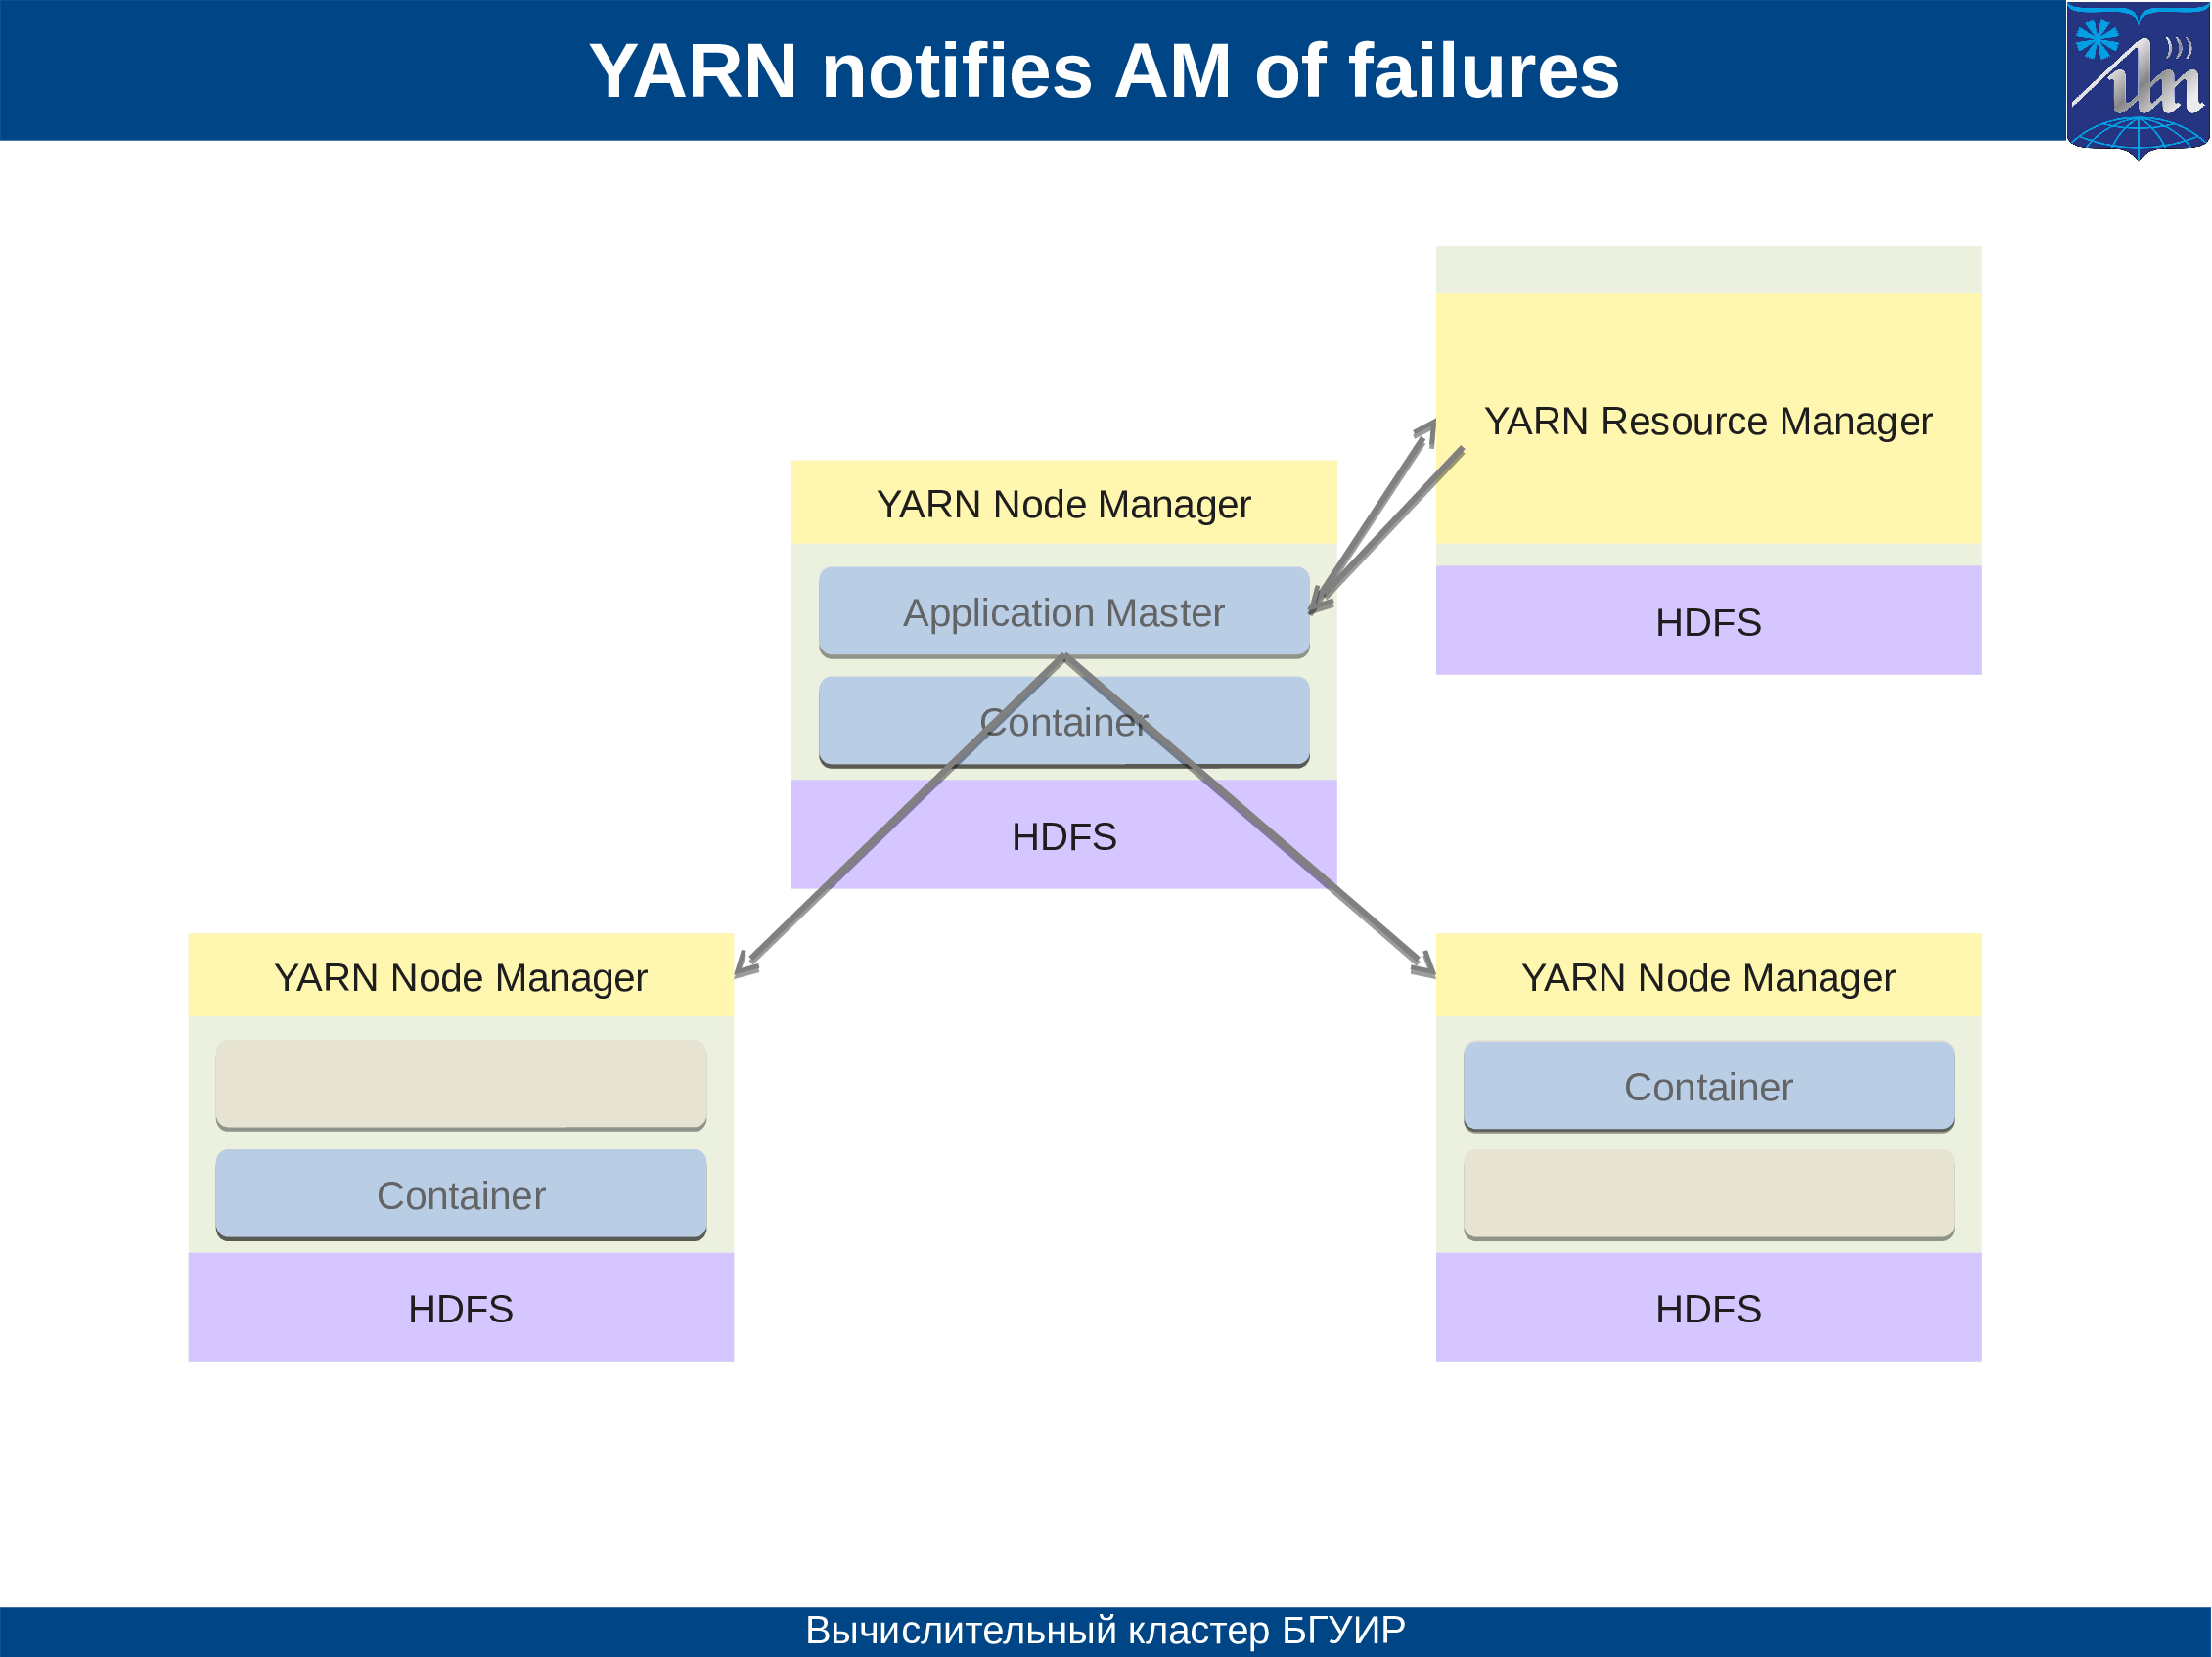 YARN notifies AM of failures
YARN Resource Manager
HDFS
YARN Node Manager
Application Master
Container
HDFS
YARN Node Manager
Container
HDFS
YARN Node Manager
Container
HDFS
Вычислительный кластер БГУИР